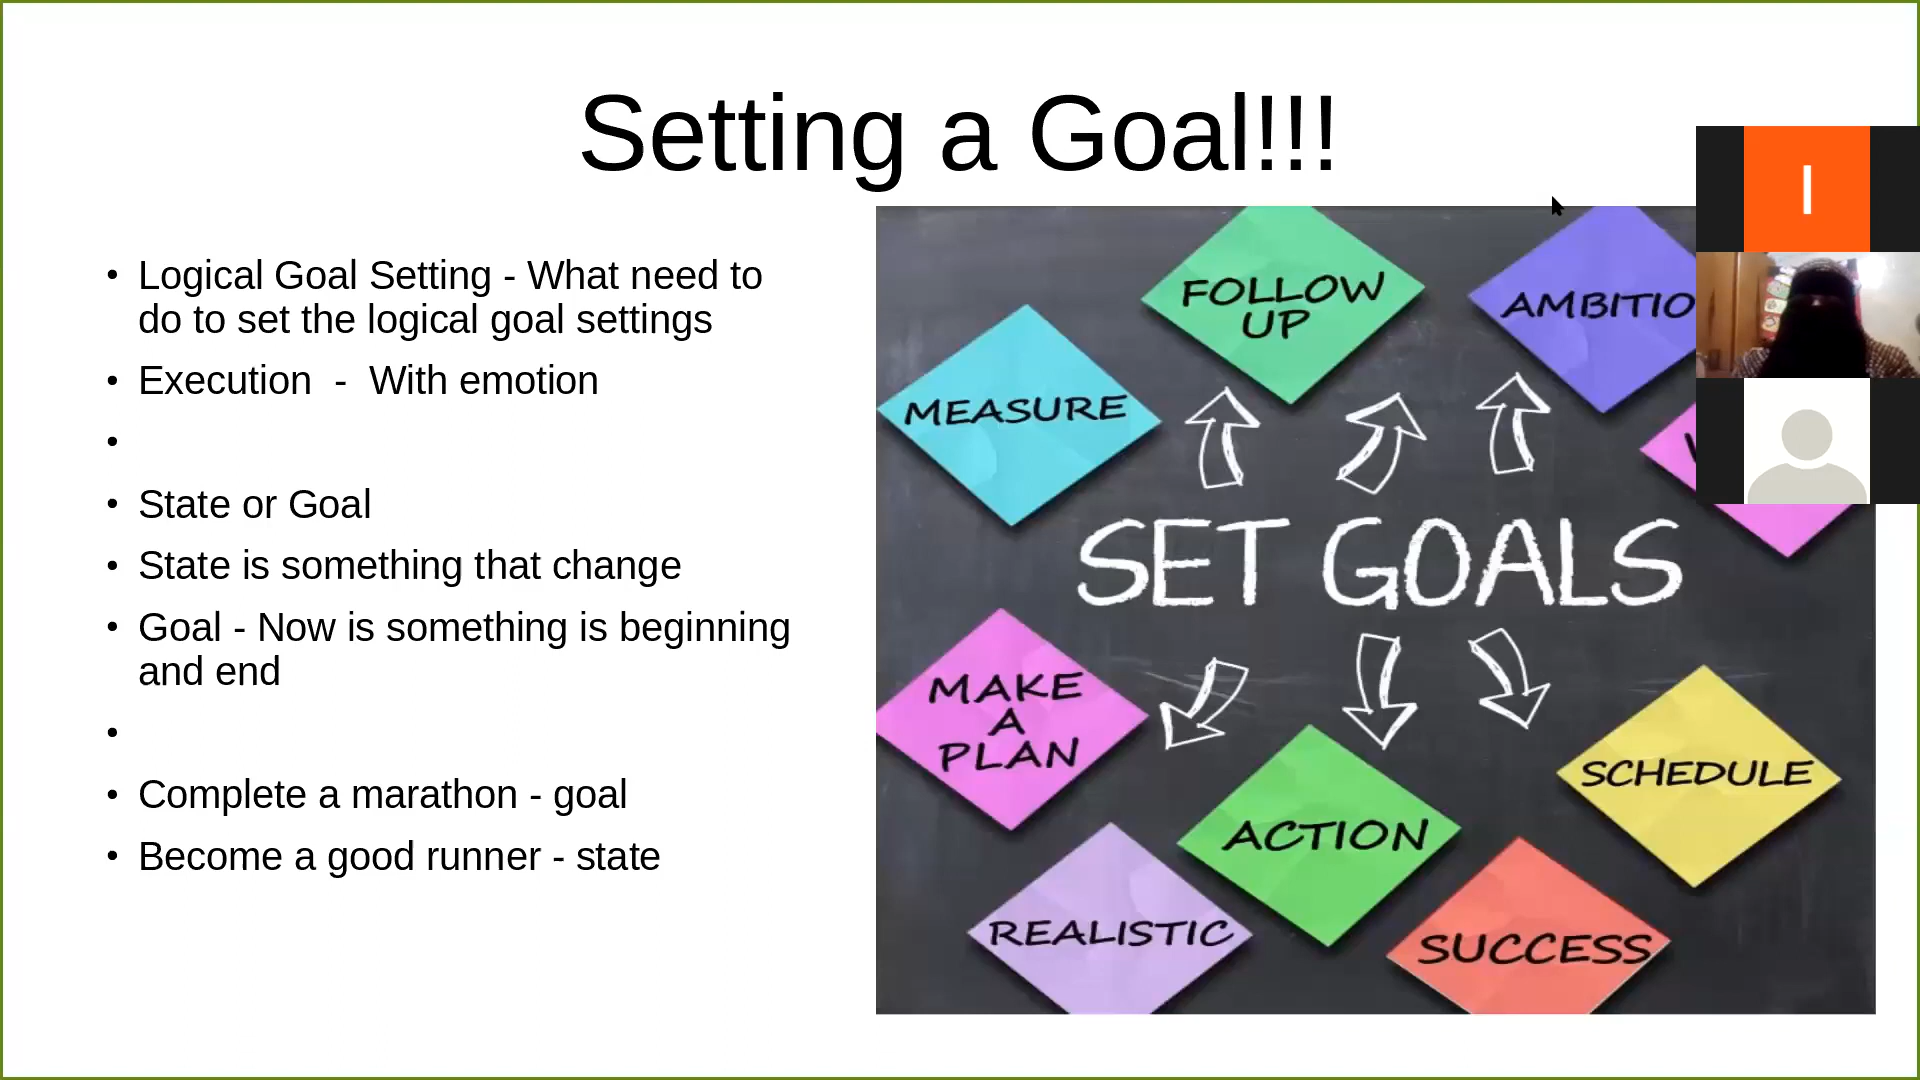 Setting a Goal!!!
• Logical Goal Setting - What need to
do to set the logical goal settings
• Execution - With emotion
•
• State or Goal
• State is something that change
• Goal - Now is something is beginning
and end
•
• Complete a marathon - goal
• Become a good runner - state
FOLLOW
UP
AMBITIO
MEASURE
SET GOALS
MAKE
A
PLAN
SCHEDULE
ACTION
REALISTIC
SUCCESS
I